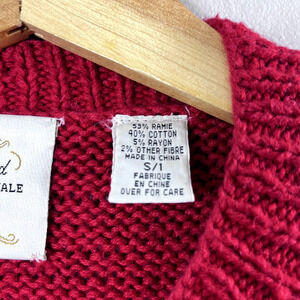 d
ALE
53% RAMIE
40% COTTON
5% RAYON
2% OTHER FIBRE
MADE IN CHINA
S/1
FABRIQUE
EN CHINE
OVER FOR CARE